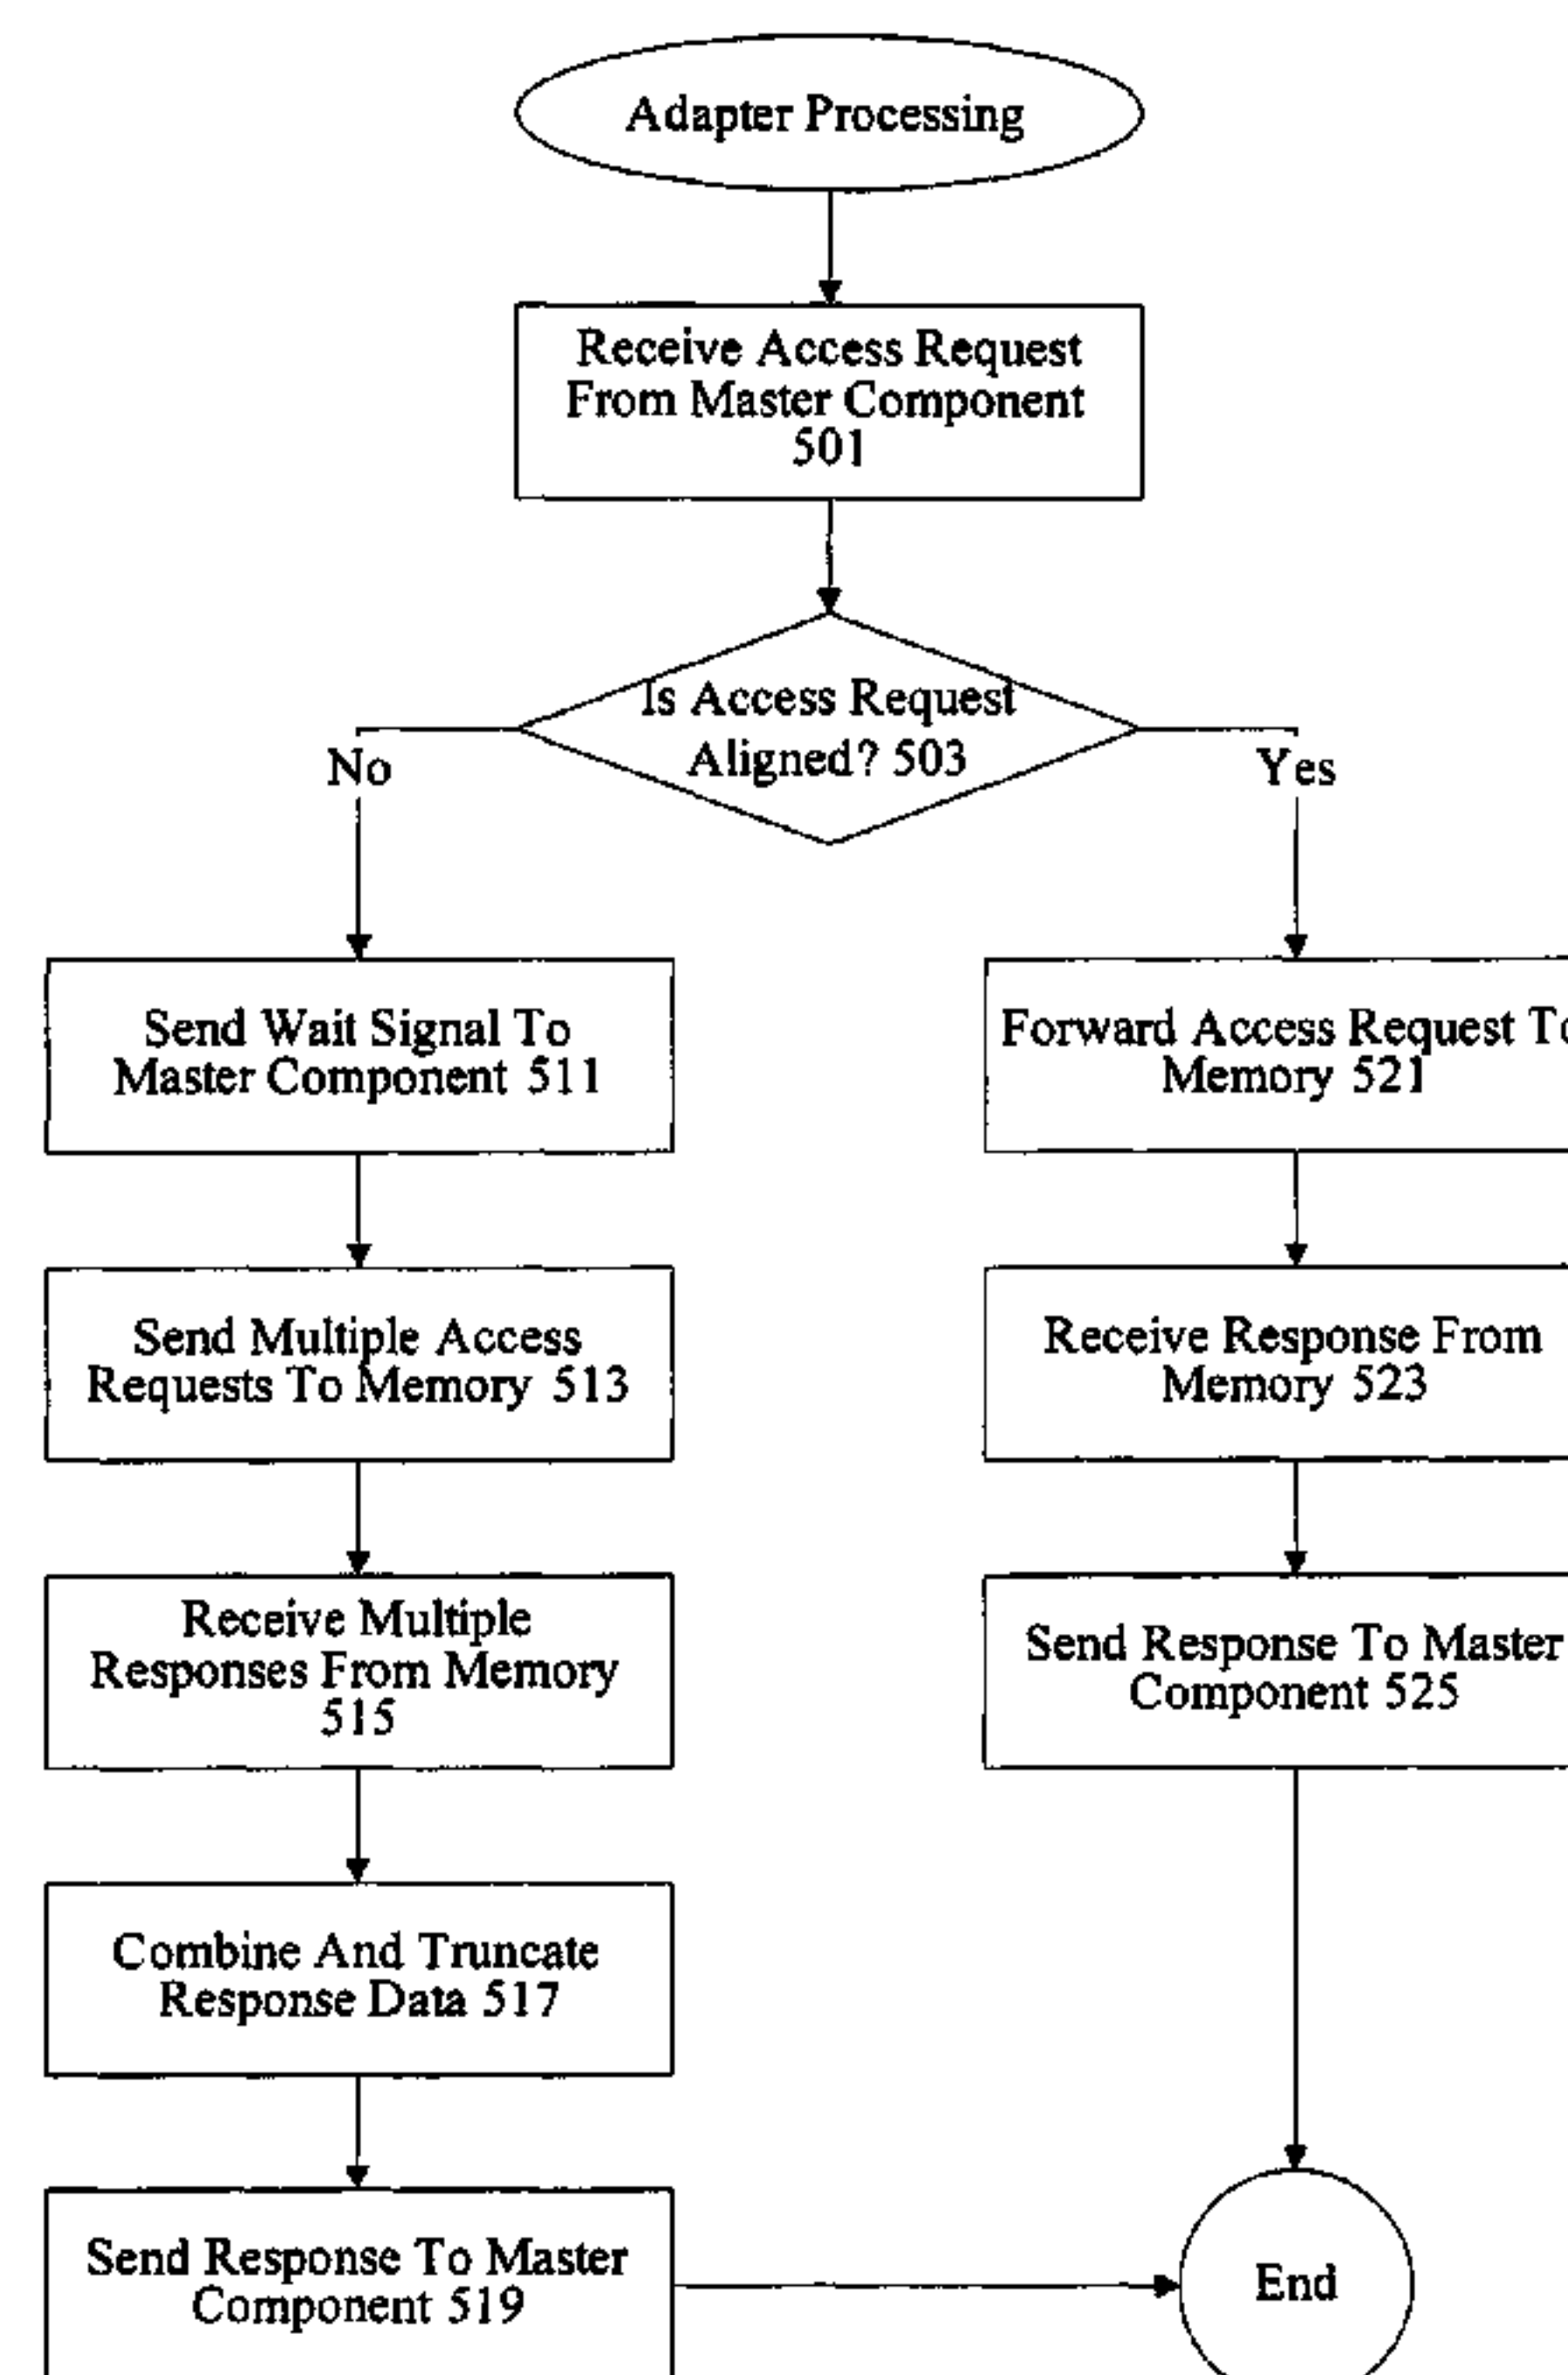 Adapter Processing
Receive Access Request
From Master Component
501
Is Access Request
Aligned? 503
No
Yes
Send Wait Signal To
Master Component 511
Send Multiple Access
Requests To Memory 513
Receive Multiple
Responses From Memory
515
Combine And Truncate
Response Data 517
Send Response To Master
Component 519
Forward Access Request To
Memory 521
Receive Response From
Memory 523
Send Response To Master
Component 525
End